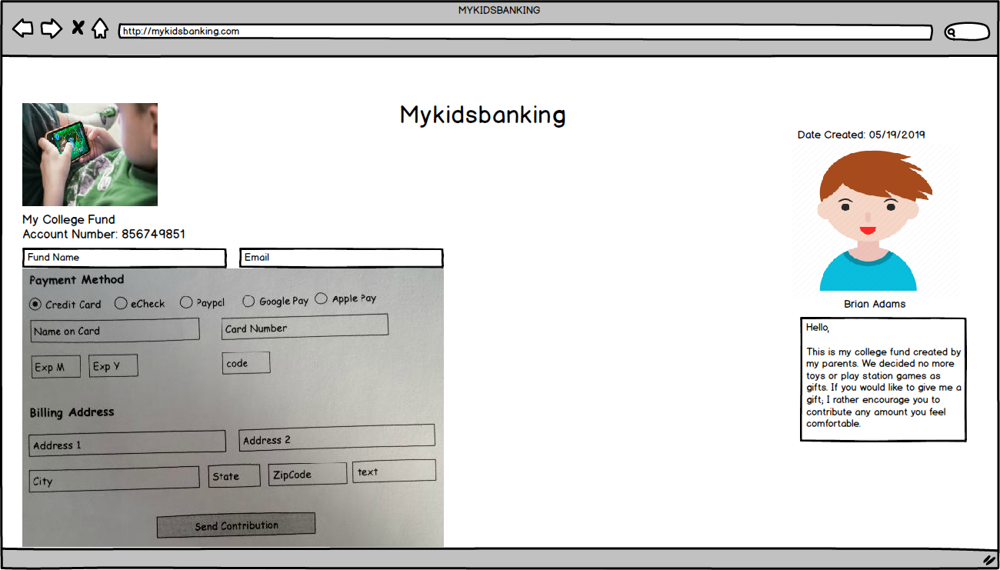 MYKIDSBANKING
http://mykidsbanking.com
Mykidsbanking
Date Created: 05/19/2019
My College Fund
Account Number: 856749851
Fund Name
Email
Payment Method
Credit Card eCheck Paypal Google Pay Apple Pay
Name on Card
Card Number
Exp M
Exp Y
code
Billing Address
Address 1
Address 2
City
State
ZipCode
text
Send Contribution
Brian Adams
Hello,
This is my college fund created by
my parents. We decided no more
toys or play station games as
gifts. If you would like to give me a
gift; I rather encourage you to
contribute any amount you feel
comfortable.